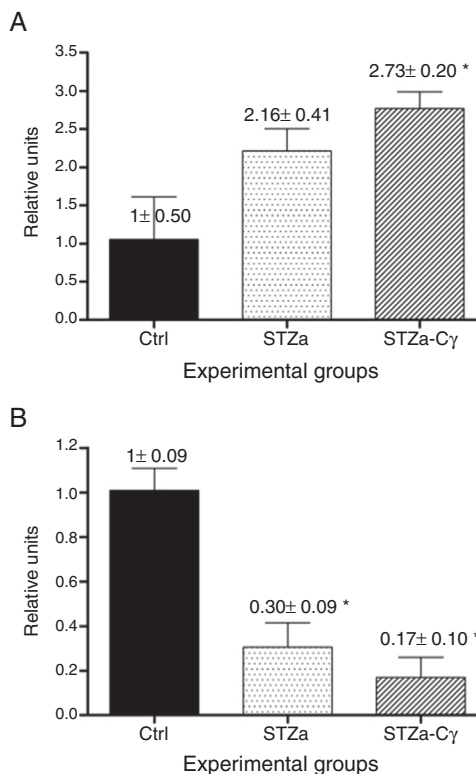 A
3.5
3.0
2.5
2.0
1.5
1.0
0.5
0.0
Relative units
1± 0.50
2.16± 0.41
2.73± 0.20 *
Ctrl
STZa
STZa-Cγ
Experimental groups
B
1.2
1.0
0.8
0.6
0.4
0.2
0.0
Relative units
1± 0.09
0.30± 0.09 *
0.17± 0.10 *
Ctrl
STZa
STZa-Cγ
Experimental groups